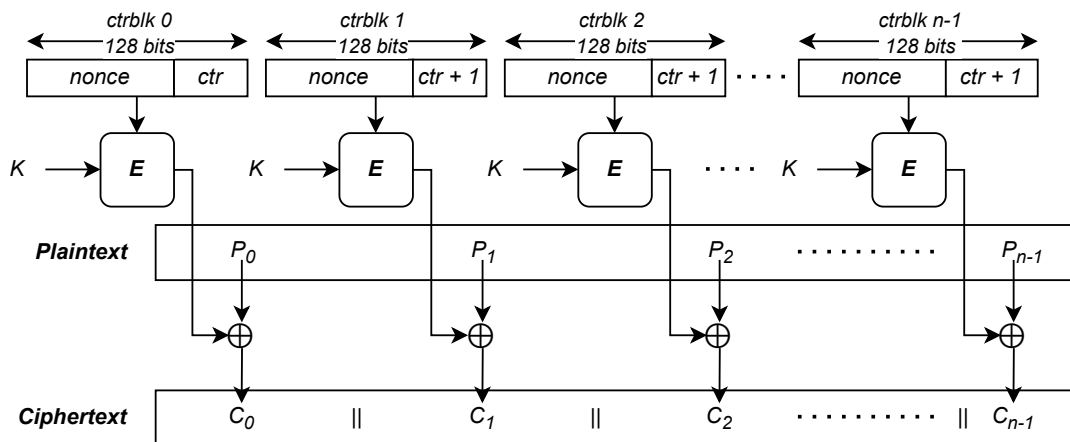 ctrblk 0 ctrblk 1 ctrblk 2 ctrblk n-1
128 bits 128 bits 128 bits 128 bits
nonce ctr nonce ctr + 1 nonce ctr + 1 . . . . nonce ctr + 1
K E K E K E . . . . K E
Plaintext P0 P1 P2 . . . . . . . . . . Pn-1
Ciphertext C0 || C1 || C2 . . . . . . . . . . || Cn-1